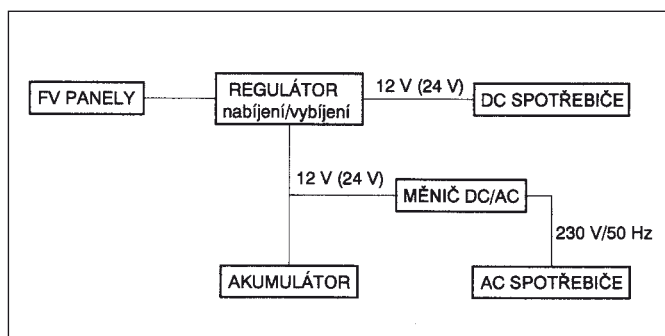 FV PANELY
REGULÁTOR
nabíjení/vybíjení
12 V (24 V)
DC SPOTŘEBIČE
12 V (24 V)
MĚNIČ DC/AC
230 V/50 Hz
AKUMULÁTOR
AC SPOTŘEBIČE